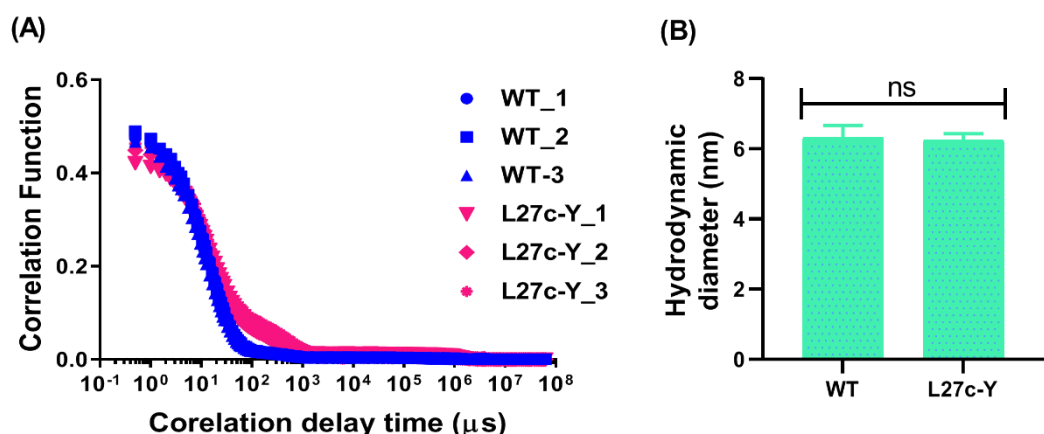 (A)
0.6
0.4
0.2
0.0
Correlation Function
10-1 100 101 102 103 104 105 106 107 108
Corelation delay time (μs)
WT_1
WT_2
WT-3
L27c-Y_1
L27c-Y_2
L27c-Y_3
(B)
8
6
4
2
0
Hydrodynamic
diameter (nm)
ns
WT L27c-Y